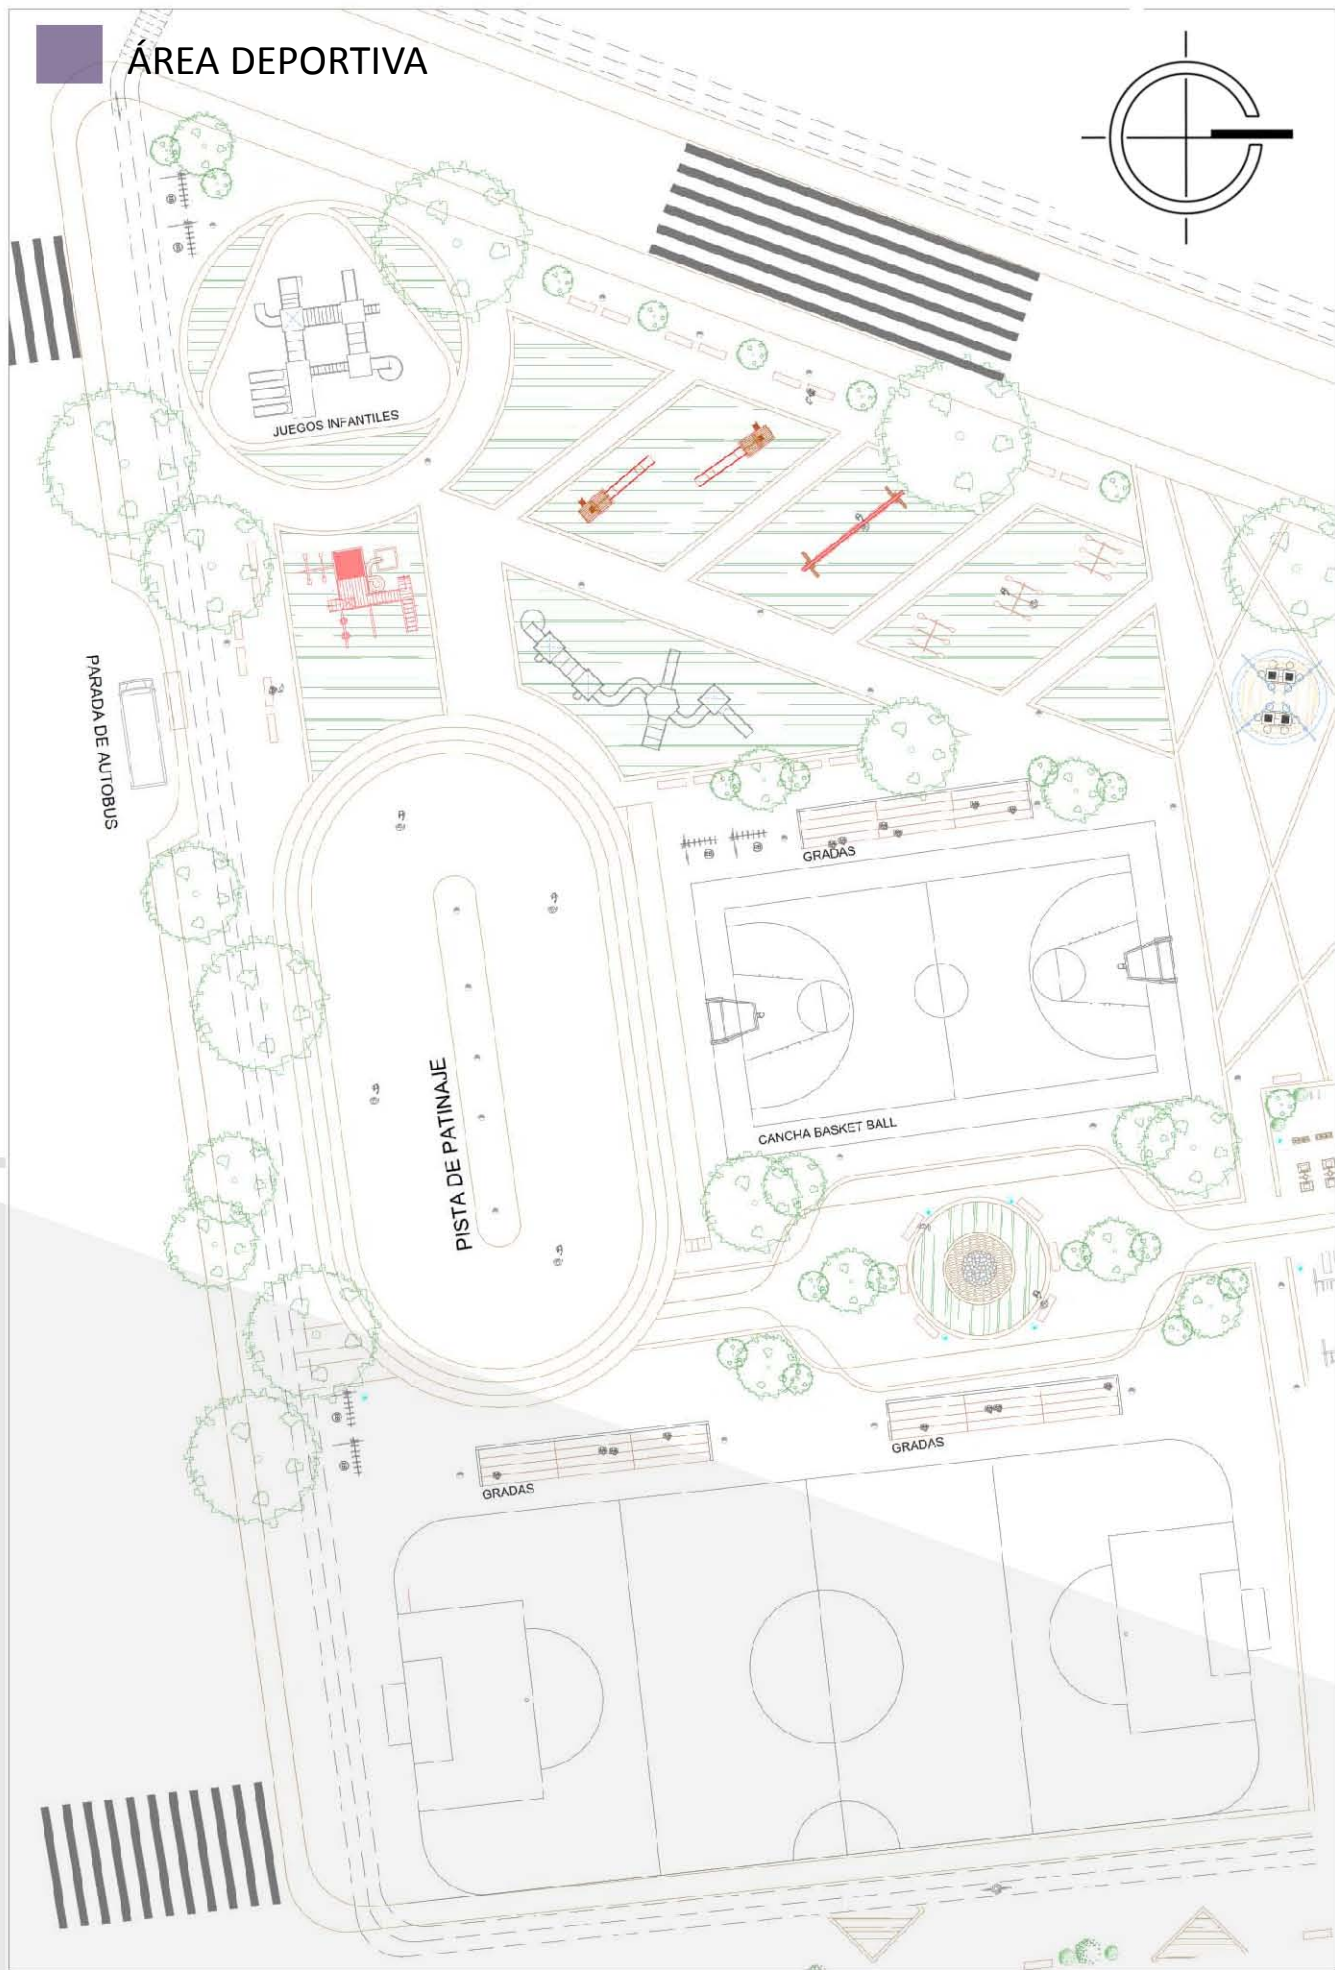 ÁREA DEPORTIVA
JUEGOS INFANTILES
PARADA DE AUTOBUS
GRADAS
PISTA DE PATINAJE
CANCHA BASKET BALL
GRADAS
GRADAS